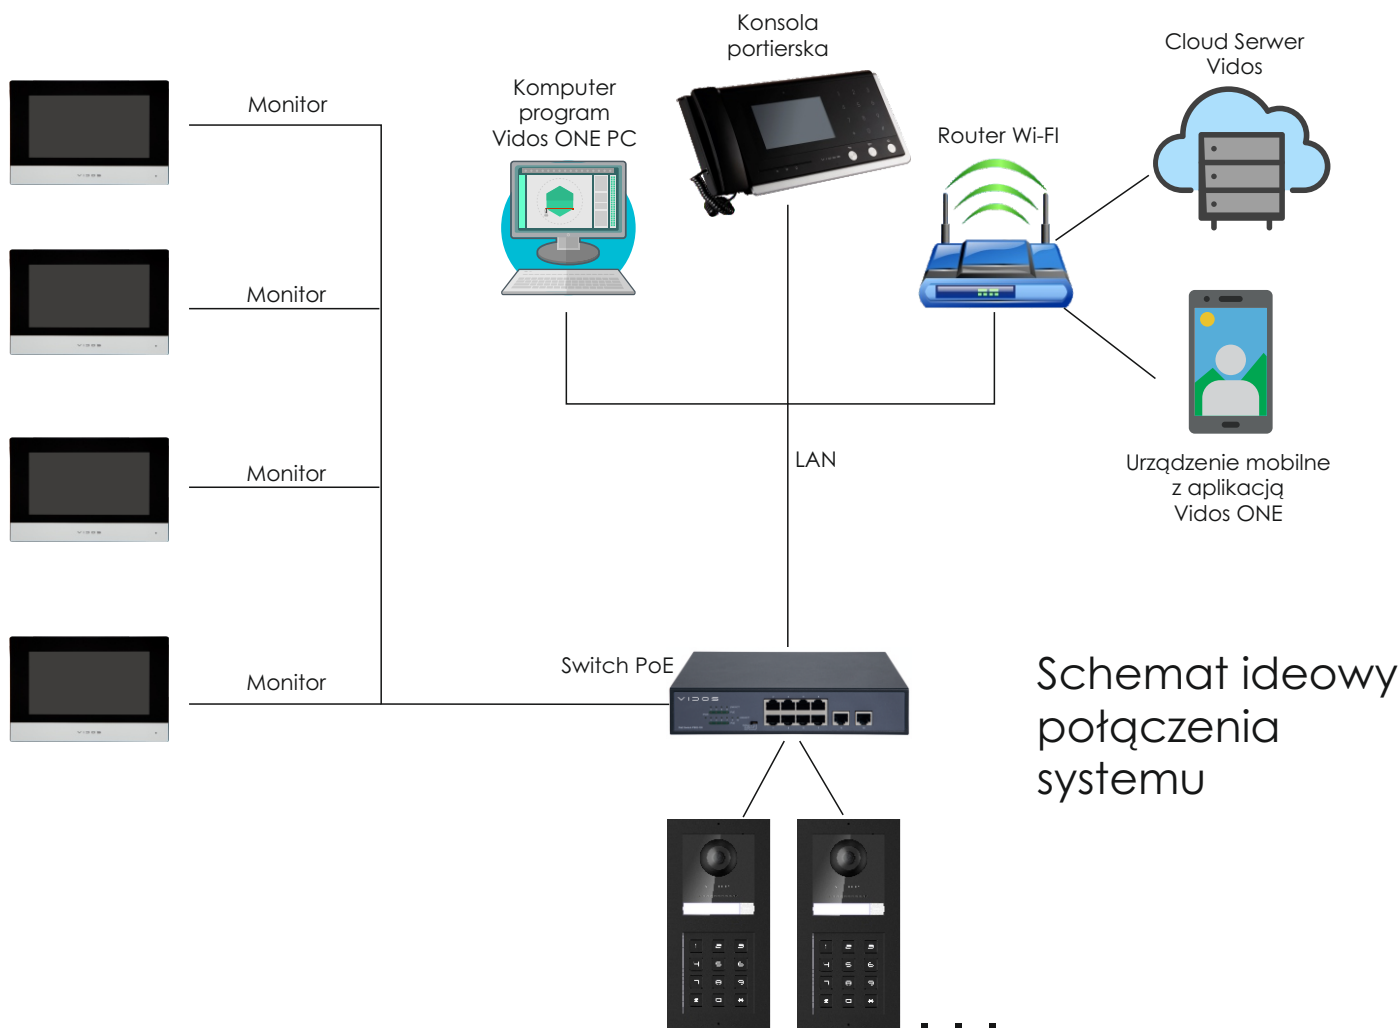 Konsola
portierska
Cloud Serwer
Vidos
Komputer
program
Vidos ONE PC
Router Wi-FI
Monitor
Monitor
Monitor
Monitor
LAN
Urządzenie mobilne
z aplikacją
Vidos ONE
Switch PoE
VIDOS
Schemat ideowy
połączenia
systemu